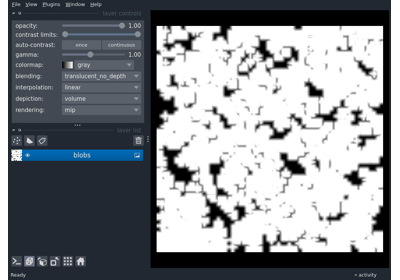 File View Plugins Window Help
layer controls
opacity: 1.00
contrast limits:
auto-contrast: once continuous
gamma: 1.00
colormap: gray
blending: translucent_no_depth
interpolation: linear
depiction: volume
rendering: mip
layer list
blobs
Ready activity